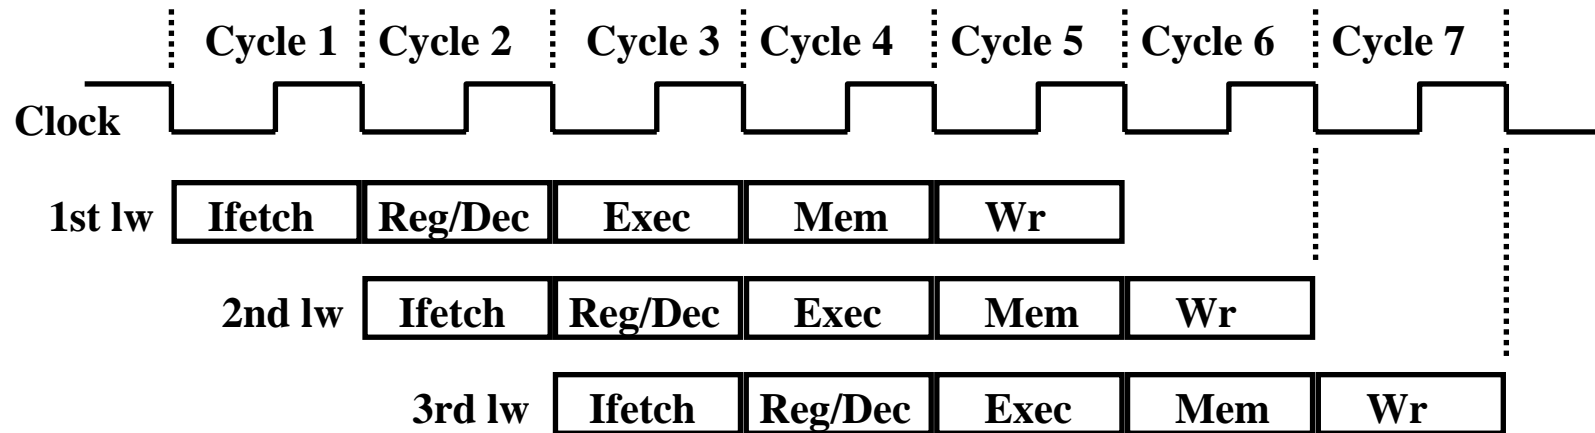 Cycle 1 Cycle 2 Cycle 3 Cycle 4 Cycle 5 Cycle 6 Cycle 7
Clock
1st lw Ifetch Reg/Dec Exec Mem Wr
2nd lw Ifetch Reg/Dec Exec Mem Wr
3rd lw Ifetch Reg/Dec Exec Mem Wr